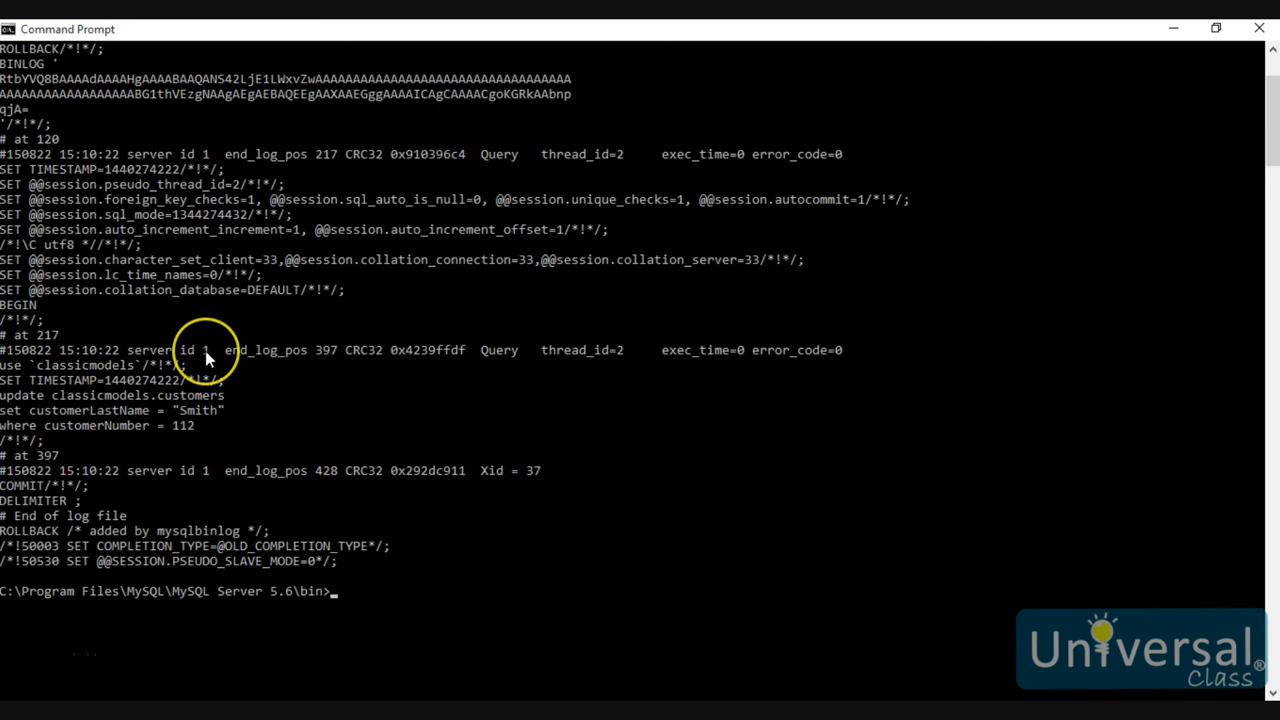 Command Prompt
ROLLBACK/*!*/;
BINLOG '
RtbYVQ8BAAAAdAAAAHgAAAABAAQANS42LjE1LWxvZwAAAAAAAAAAAAAAAAAAAAAAAAAAAAAAAAAA
AAAAAAAAAAAAAAAAAABG1thVEzgNAAgAEgAEBAQEEgAAXAAEGggAAAAICAgCAAAACgoKGRkAAbnp
qjA=
'/*!*/;
# at 120
#150822 15:10:22 server id 1  end_log_pos 217 CRC32 0x910396c4  Query   thread_id=2     exec_time=0 error_code=0
SET TIMESTAMP=1440274222/*!*/;
SET @@session.pseudo_thread_id=2/*!*/;
SET @@session.foreign_key_checks=1, @@session.sql_auto_is_null=0, @@session.unique_checks=1, @@session.autocommit=1/*!*/;
SET @@session.sql_mode=1344274432/*!*/;
SET @@session.auto_increment_increment=1, @@session.auto_increment_offset=1/*!*/;
/*!\C utf8 *//*!*/;
SET @@session.character_set_client=33,@@session.collation_connection=33,@@session.collation_server=33/*!*/;
SET @@session.lc_time_names=0/*!*/;
SET @@session.collation_database=DEFAULT/*!*/;
BEGIN
/*!*/;
# at 217
#150822 15:10:22 server id 1  end_log_pos 397 CRC32 0x4239ffdf  Query   thread_id=2     exec_time=0 error_code=0
use `classicmodels`/*!*/;
SET TIMESTAMP=1440274222/*!*/;
update classicmodels.customers
set customerLastName = "Smith"
where customerNumber = 112
/*!*/;
# at 397
#150822 15:10:22 server id 1  end_log_pos 428 CRC32 0x292dc911  Xid = 37
COMMIT/*!*/;
DELIMITER ;
# End of log file
ROLLBACK /* added by mysqlbinlog */;
/*!50003 SET COMPLETION_TYPE=@OLD_COMPLETION_TYPE*/;
/*!50530 SET @@SESSION.PSEUDO_SLAVE_MODE=0*/;
C:\Program Files\MySQL\MySQL Server 5.6\bin>
Universal®
Class